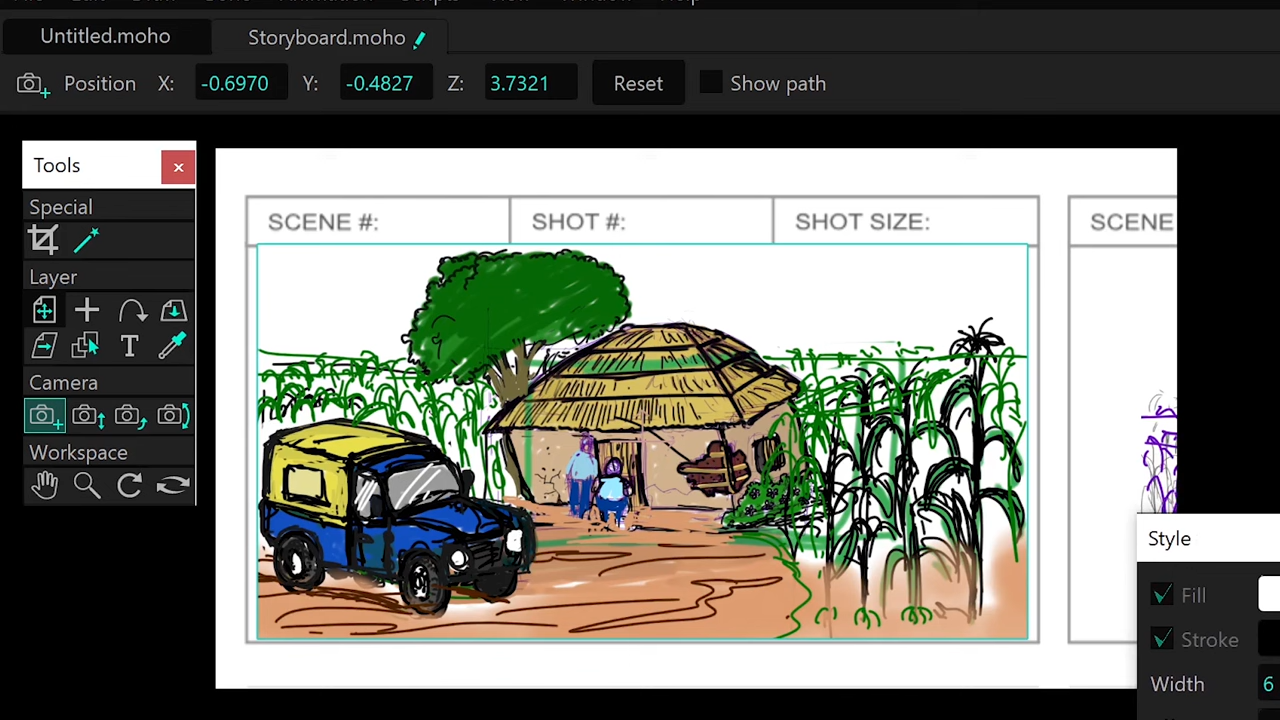 Untitled.moho
Storyboard.moho
Position X: -0.6970 Y: -0.4827 Z: 3.7321 Reset Show path
Tools
Special
Layer
T
Camera
Workspace
SCENE #: SHOT #: SHOT SIZE:
SCENE
Style
Fill
Stroke
Width 6